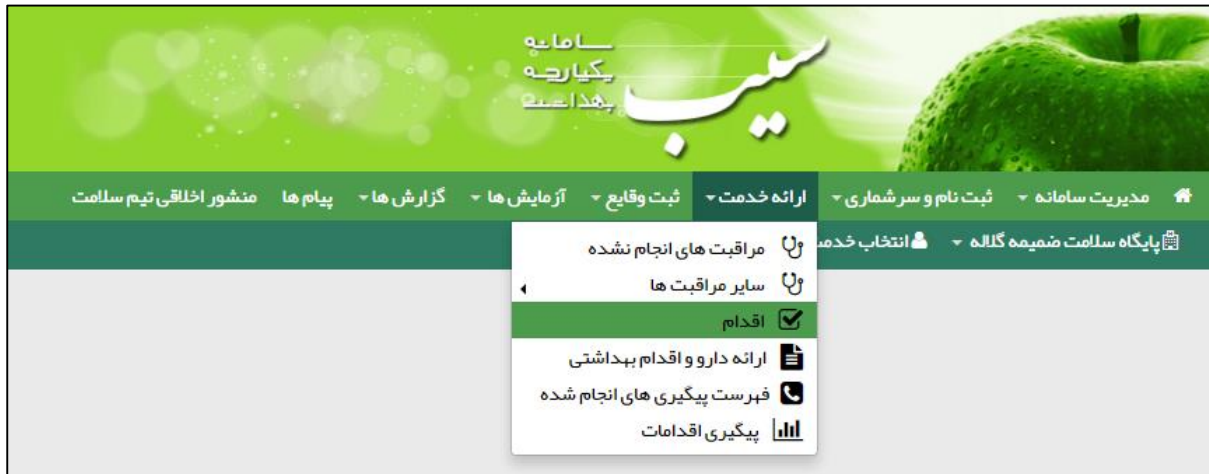 سامانه
یکپارچه
بهداشت
سیب
مدیریت سامانه ثبت نام و سرشماری ارائه خدمت ثبت وقایع آزمایش ها گزارش ها پیام ها منشور اخلاقی تیم سلامت
پایگاه سلامت ضمیمه گلاله انتخاب خدمت
مراقبت های انجام نشده
سایر مراقبت ها
اقدام
ارائه دارو و اقدام بهداشتی
فهرست پیگیری های انجام شده
پیگیری اقدامات